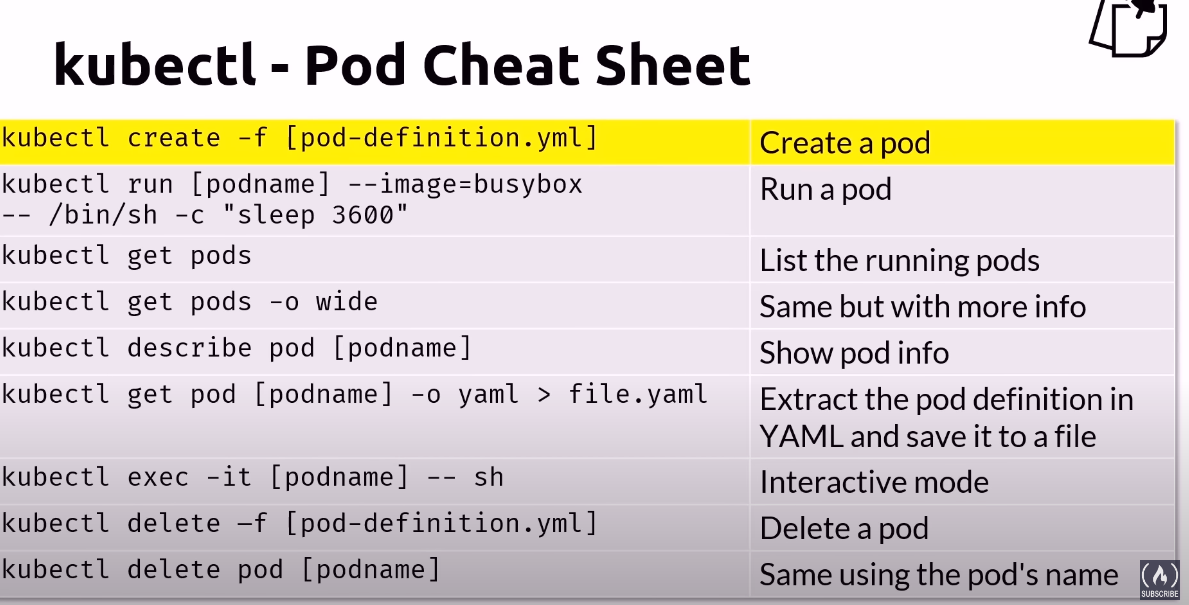 kubectl - Pod Cheat Sheet
kubectl create -f [pod-definition.yml]
Create a pod
kubectl run [podname] --image=busybox
-- /bin/sh -c "sleep 3600"
Run a pod
kubectl get pods
List the running pods
kubectl get pods -o wide
Same but with more info
kubectl describe pod [podname]
Show pod info
kubectl get pod [podname] -o yaml > file.yaml
Extract the pod definition in
YAML and save it to a file
kubectl exec -it [podname] -- sh
Interactive mode
kubectl delete –f [pod-definition.yml]
Delete a pod
kubectl delete pod [podname]
Same using the pod's name
SUBSCRIBE